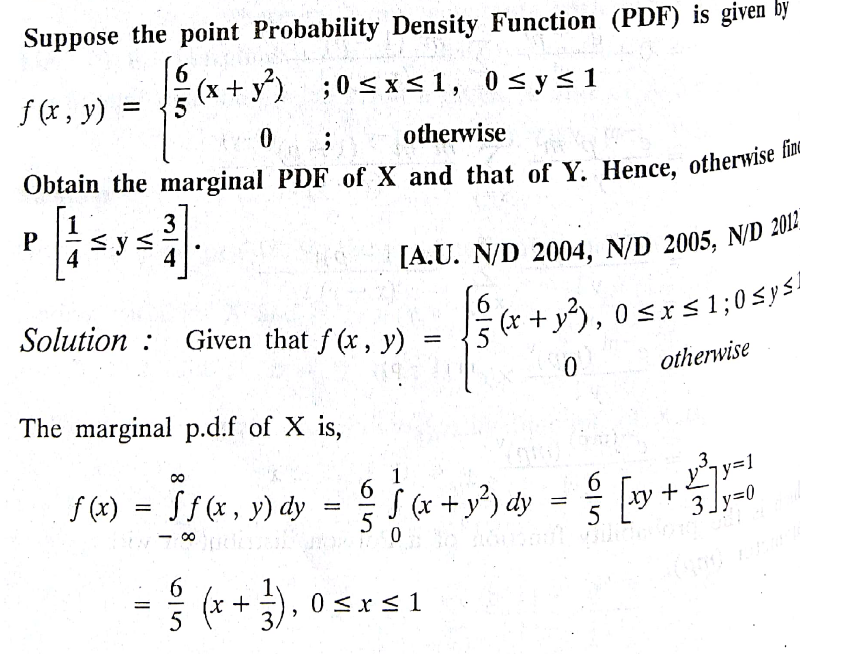 Suppose the point Probability Density Function (PDF) is given by
f (x , y) = { 6/5 (x + y²) ; 0 ≤ x ≤ 1, 0 ≤ y ≤ 1
0 ; otherwise
Obtain the marginal PDF of X and that of Y. Hence, otherwise
P [1/4 ≤ y ≤ 3/4] . [A.U. N/D 2004, N/D 2005, N/D 2012
Solution : Given that f (x , y) = { 6/5 (x + y²) , 0 ≤ x ≤ 1 ; 0 ≤ y ≤ 1
0 otherwise
The marginal p.d.f of X is,
f (x) = ∫_{-∞}^{∞} f (x , y) dy = 6/5 ∫_0^1 (x + y²) dy = 6/5 [xy + y³/3]_{y=0}^{y=1}
= 6/5 (x + 1/3), 0 ≤ x ≤ 1